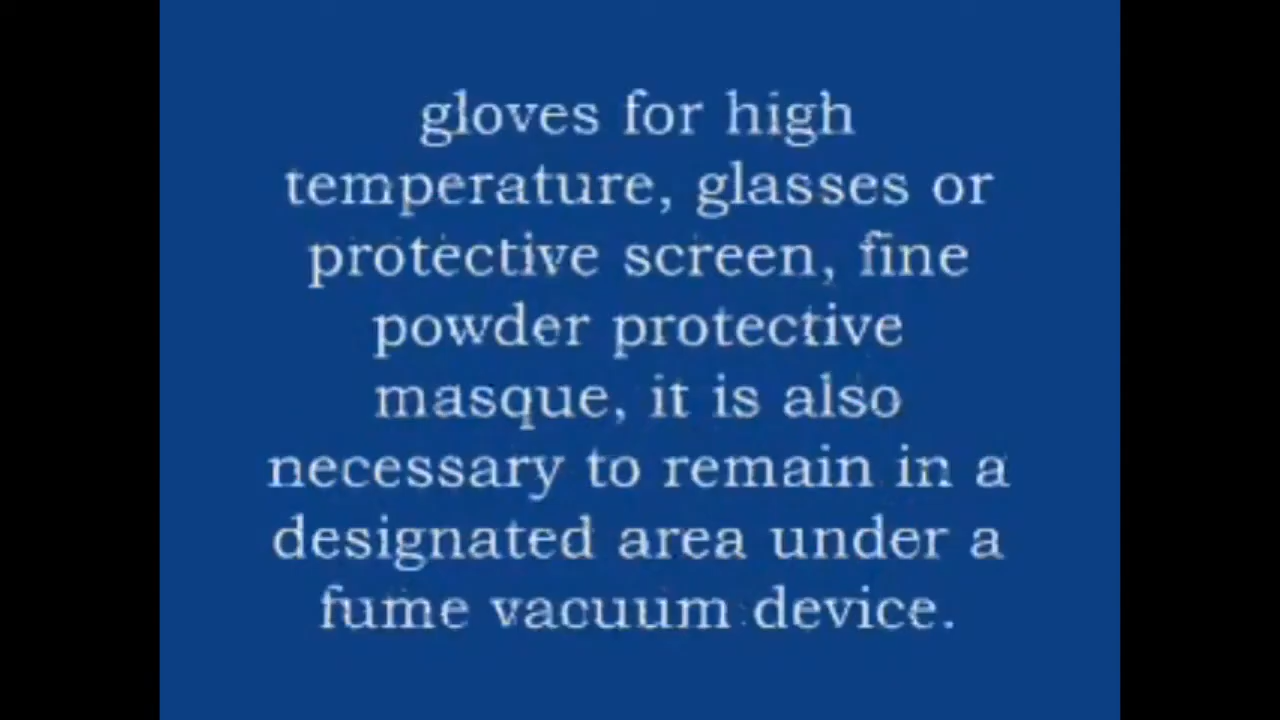 gloves for high
temperature, glasses or
protective screen, fine
powder protective
masque, it is also
necessary to remain in a
designated area under a
fume vacuum device.